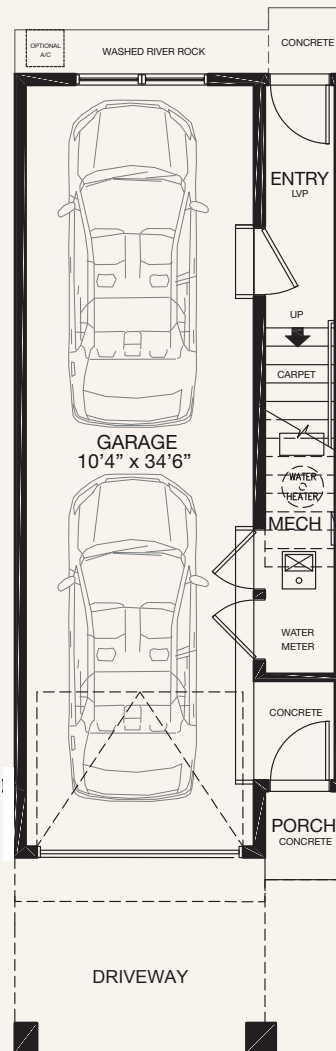 OPTIONAL
A/C
WASHED RIVER ROCK
CONCRETE
ENTRY
LVP
UP
CARPET
GARAGE
10'4" x 34'6"
WATER
HEATER
MECH
WATER
METER
CONCRETE
PORCH
CONCRETE
DRIVEWAY